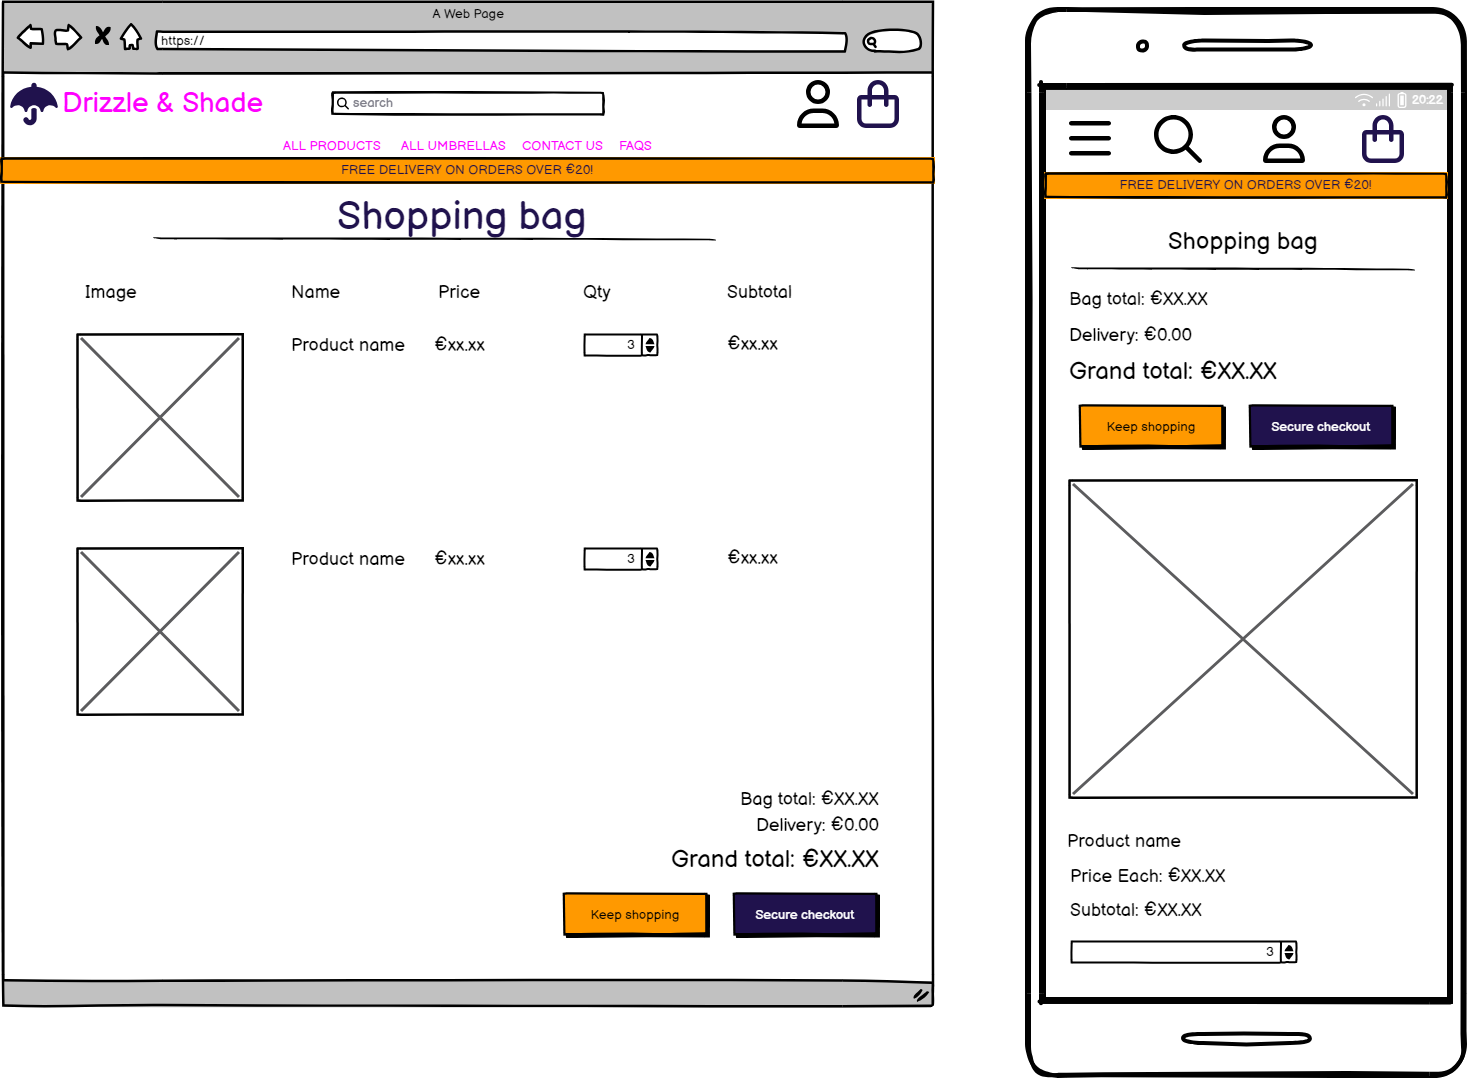 A Web Page
https://
Drizzle & Shade
search
ALL PRODUCTS ALL UMBRELLAS CONTACT US FAQS
FREE DELIVERY ON ORDERS OVER €20!
Shopping bag
Image Name Price Qty Subtotal
Product name €xx.xx 3 €xx.xx
Product name €xx.xx 3 €xx.xx
Bag total: €XX.XX
Delivery: €0.00
Grand total: €XX.XX
Keep shopping Secure checkout
20:22
FREE DELIVERY ON ORDERS OVER €20!
Shopping bag
Bag total: €XX.XX
Delivery: €0.00
Grand total: €XX.XX
Keep shopping Secure checkout
Product name
Price Each: €XX.XX
Subtotal: €XX.XX
3